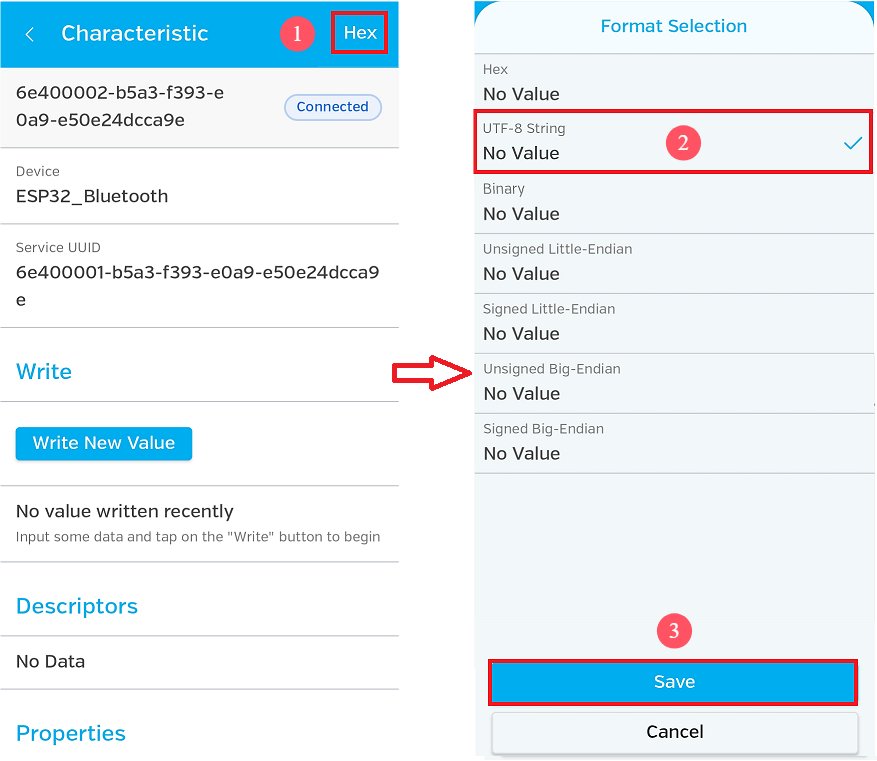 Characteristic
1
Hex
6e400002-b5a3-f393-e
0a9-e50e24dcca9e
Connected
Device
ESP32_Bluetooth
Service UUID
6e400001-b5a3-f393-e0a9-e50e24dcca9
e
Write
Write New Value
No value written recently
Input some data and tap on the "Write" button to begin
Descriptors
No Data
Properties
Format Selection
Hex
No Value
UTF-8 String
No Value
2
Binary
No Value
Unsigned Little-Endian
No Value
Signed Little-Endian
No Value
Unsigned Big-Endian
No Value
Signed Big-Endian
No Value
3
Save
Cancel